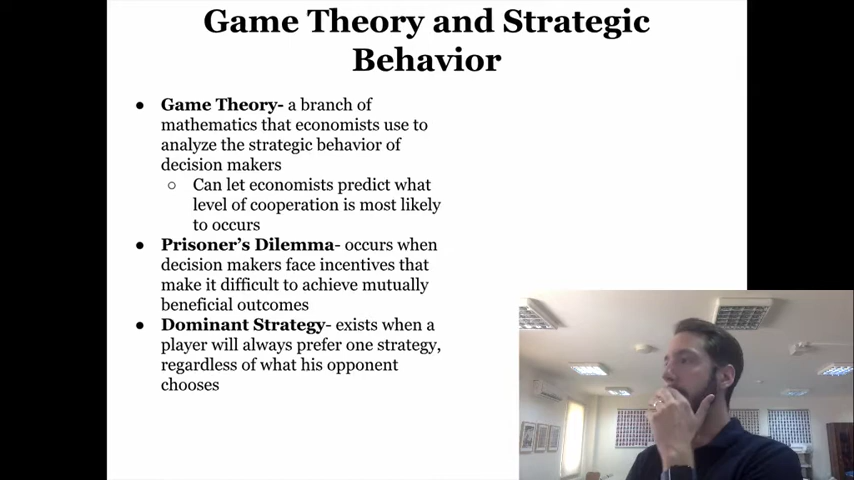 Game Theory and Strategic
Behavior
● Game Theory- a branch of
mathematics that economists use to
analyze the strategic behavior of
decision makers
○ Can let economists predict what
level of cooperation is most likely
to occurs
● Prisoner’s Dilemma- occurs when
decision makers face incentives that
make it difficult to achieve mutually
beneficial outcomes
● Dominant Strategy- exists when a
player will always prefer one strategy,
regardless of what his opponent
chooses